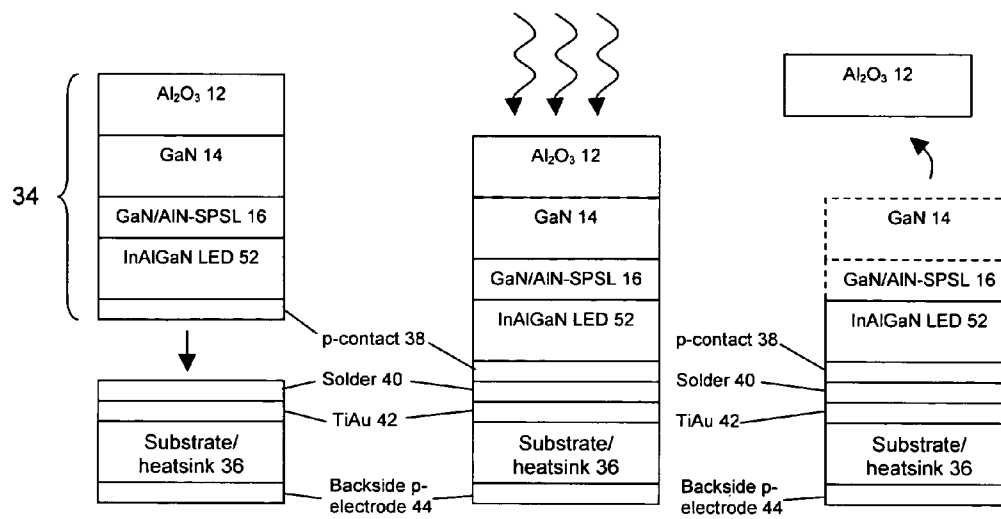 34
Al₂O₃ 12
GaN 14
GaN/AlN-SPSL 16
InAlGaN LED 52
p-contact 38
Solder 40
TiAu 42
Substrate/
heatsink 36
Backside p-
electrode 44
Al₂O₃ 12
GaN 14
GaN/AlN-SPSL 16
InAlGaN LED 52
Substrate/
heatsink 36
Al₂O₃ 12
GaN 14
GaN/AlN-SPSL 16
InAlGaN LED 52
p-contact 38
Solder 40
TiAu 42
Substrate/
heatsink 36
Backside p-
electrode 44